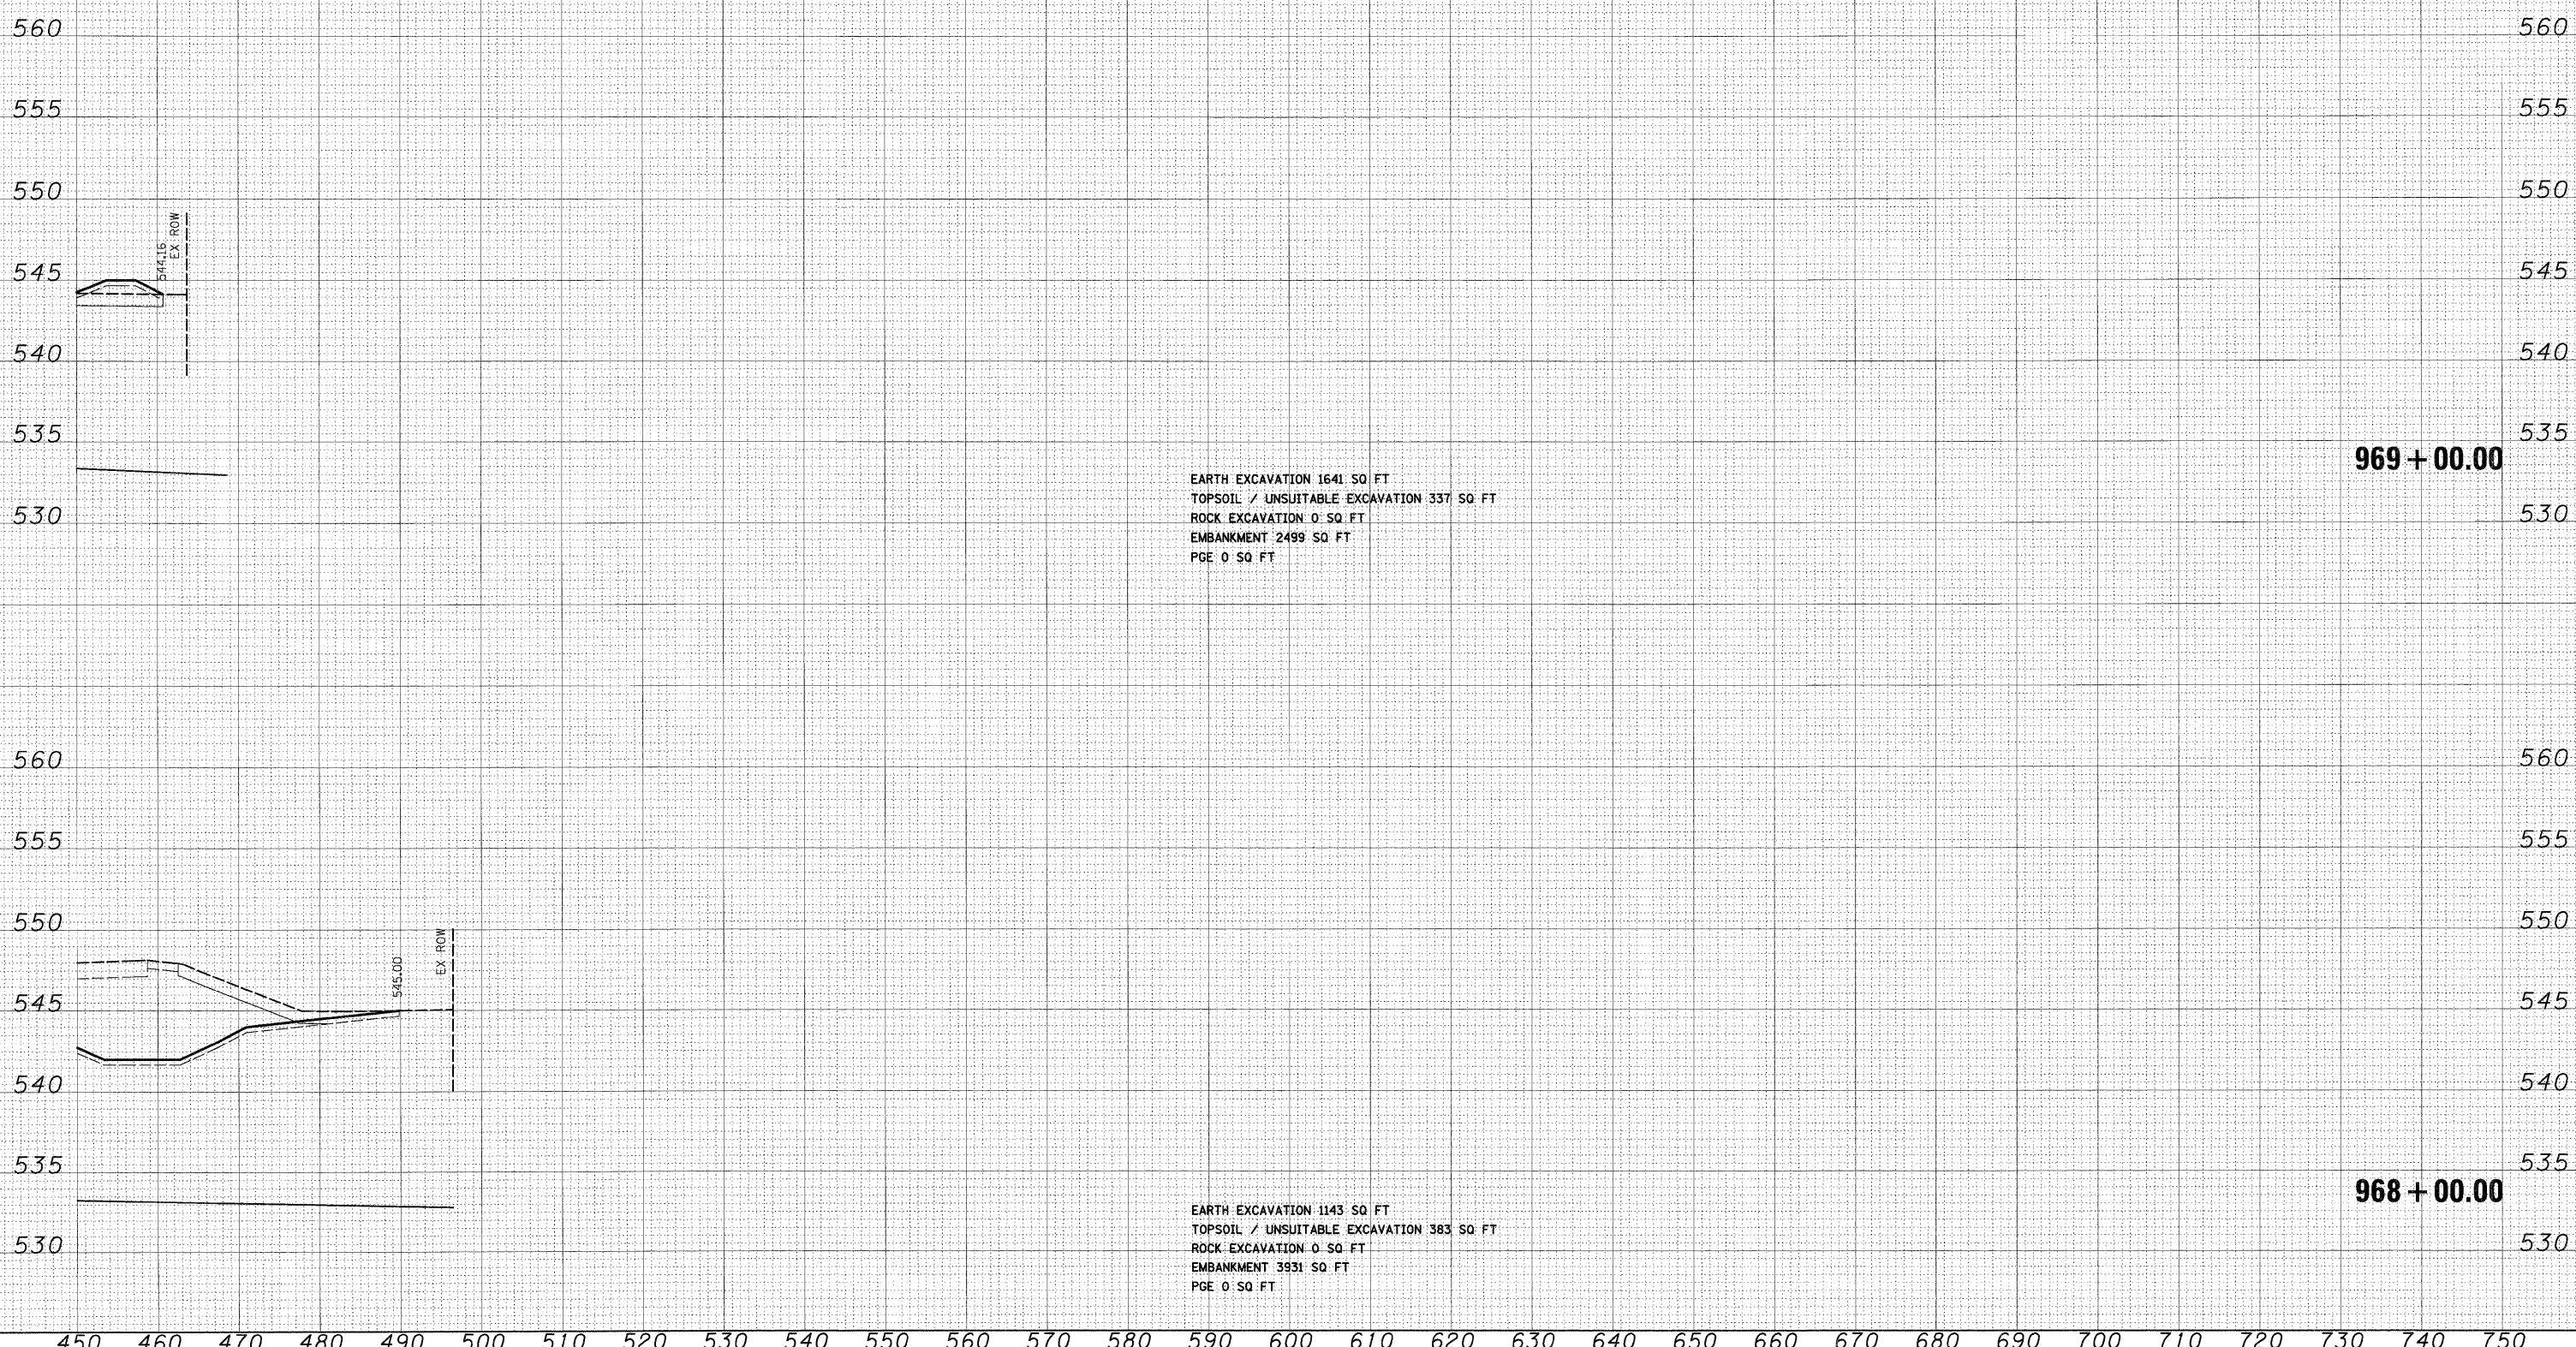 560 560
555 555
550 550
544.16
EX ROW
545 545
540 540
535 535
969 + 00.00
EARTH EXCAVATION 1641 SQ FT
TOPSOIL / UNSUITABLE EXCAVATION 337 SQ FT
530 530
ROCK EXCAVATION 0 SQ FT
EMBANKMENT 2499 SQ FT
PGE 0 SQ FT
560 560
555 555
550 550
EX ROW
545.00
545 545
540 540
535 535
968 + 00.00
EARTH EXCAVATION 1143 SQ FT
TOPSOIL / UNSUITABLE EXCAVATION 383 SQ FT
530 530
ROCK EXCAVATION 0 SQ FT
EMBANKMENT 3931 SQ FT
PGE 0 SQ FT
450 460 470 480 490 500 510 520 530 540 550 560 570 580 590 600 610 620 630 640 650 660 670 680 690 700 710 720 730 740 750